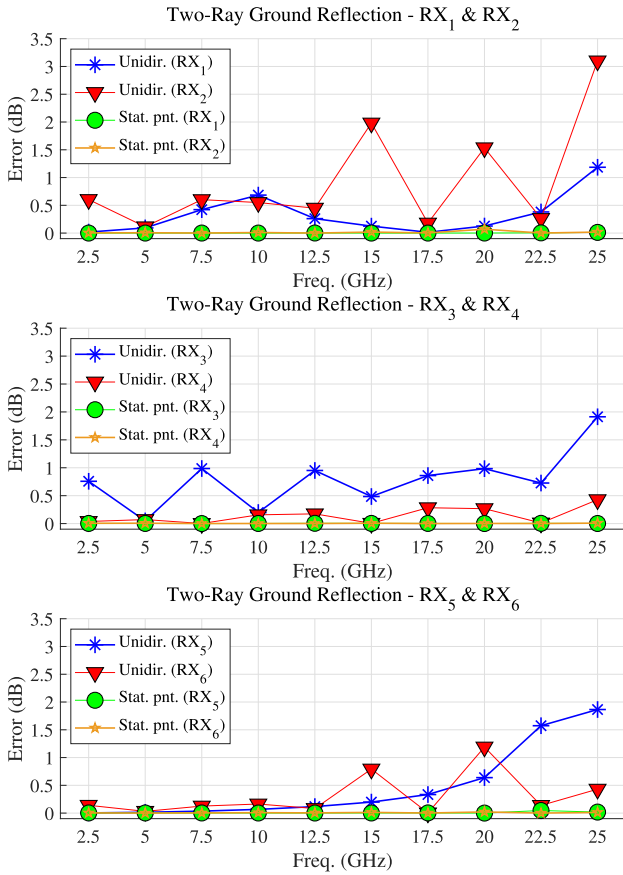 Two-Ray Ground Reflection - RX1 & RX2
3.5
3
2.5
2
1.5
1
0.5
0
Error (dB)
Unidir. (RX1)
Unidir. (RX2)
Stat. pnt. (RX1)
Stat. pnt. (RX2)
2.5 5 7.5 10 12.5 15 17.5 20 22.5 25
Freq. (GHz)
Two-Ray Ground Reflection - RX3 & RX4
3.5
3
2.5
2
1.5
1
0.5
0
Error (dB)
Unidir. (RX3)
Unidir. (RX4)
Stat. pnt. (RX3)
Stat. pnt. (RX4)
2.5 5 7.5 10 12.5 15 17.5 20 22.5 25
Freq. (GHz)
Two-Ray Ground Reflection - RX5 & RX6
3.5
3
2.5
2
1.5
1
0.5
0
Error (dB)
Unidir. (RX5)
Unidir. (RX6)
Stat. pnt. (RX5)
Stat. pnt. (RX6)
2.5 5 7.5 10 12.5 15 17.5 20 22.5 25
Freq. (GHz)